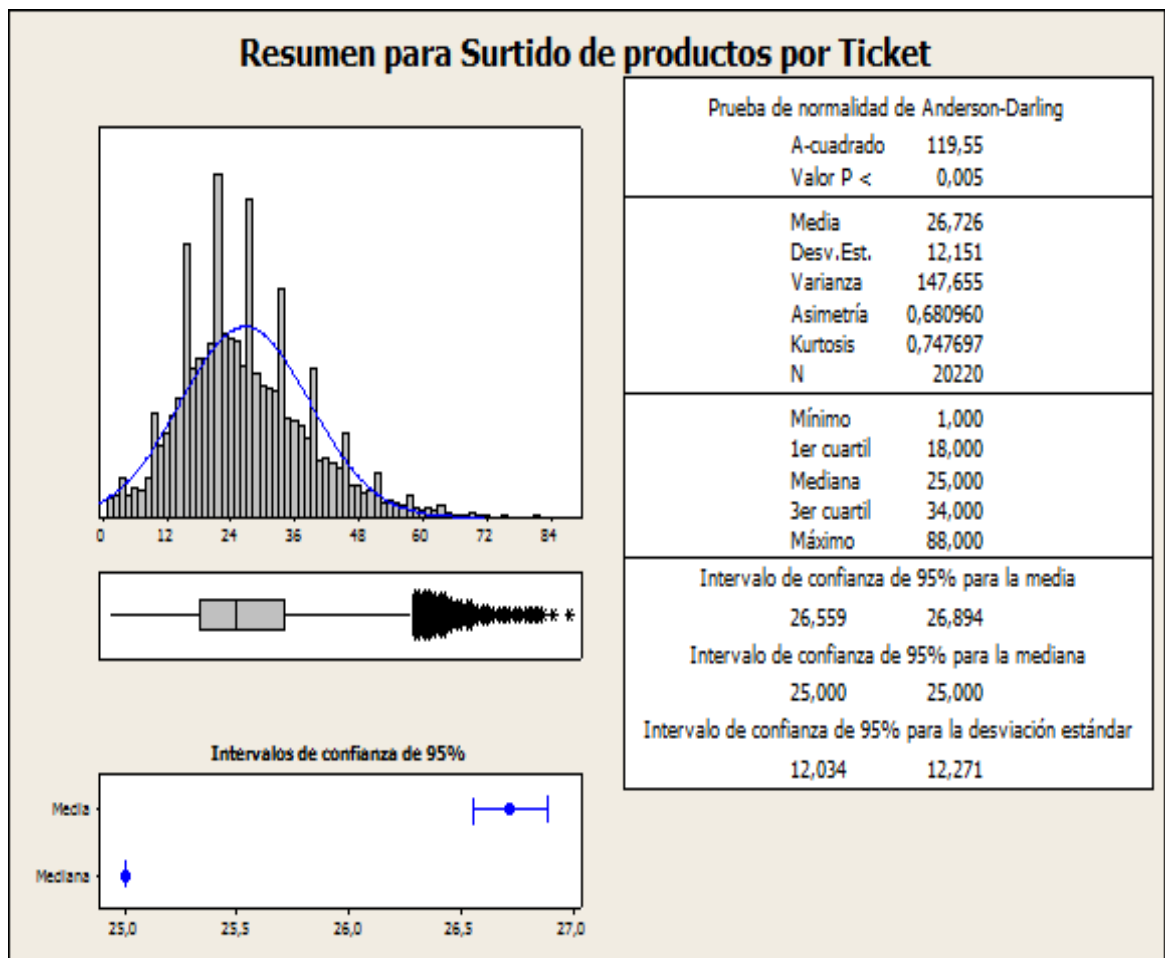 Resumen para Surtido de productos por Ticket
Prueba de normalidad de Anderson-Darling
A-cuadrado 119,55
Valor P < 0,005
Media 26,726
Desv.Est. 12,151
Varianza 147,655
Asimetría 0,680960
Kurtosis 0,747697
N 20220
Mínimo 1,000
1er cuartil 18,000
Mediana 25,000
3er cuartil 34,000
Máximo 88,000
Intervalo de confianza de 95% para la media
26,559 26,894
Intervalo de confianza de 95% para la mediana
25,000 25,000
Intervalo de confianza de 95% para la desviación estándar
12,034 12,271
0 12 24 36 48 60 72 84
Intervalos de confianza de 95%
Media
Mediana
25,0 25,5 26,0 26,5 27,0